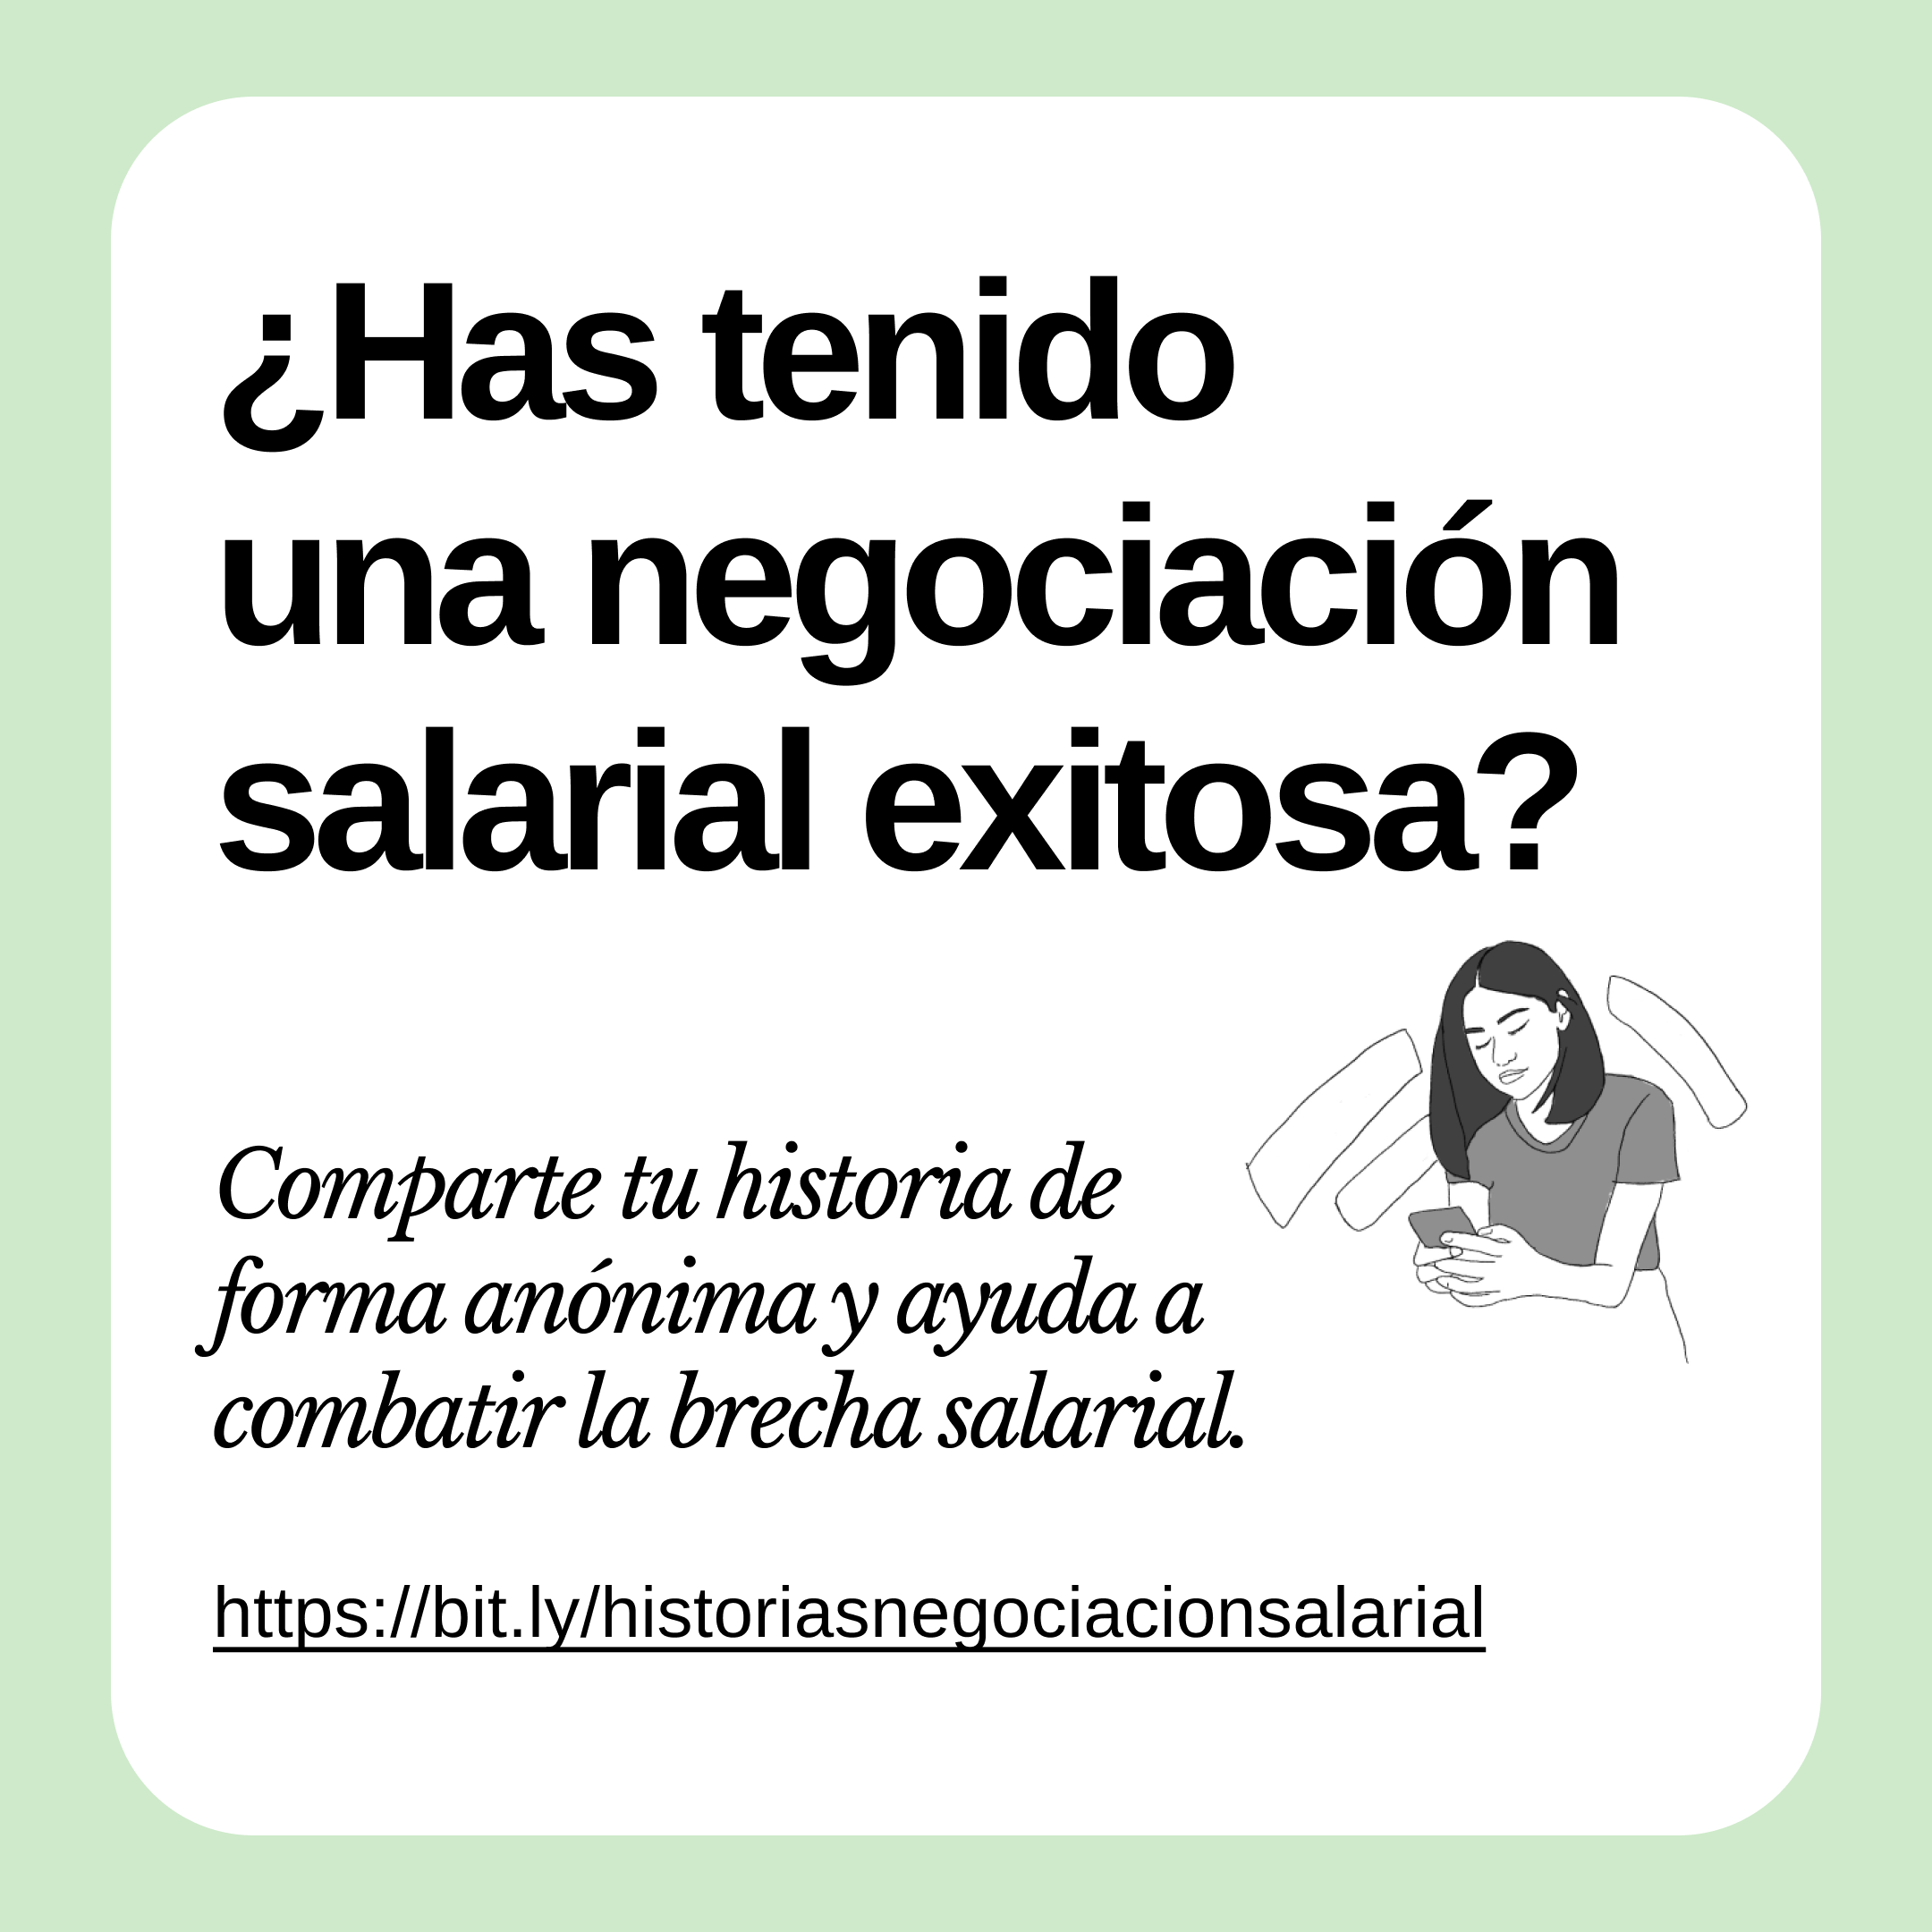 ¿Has tenido
una negociación
salarial exitosa?
Comparte tu historia de
forma anónima y ayuda a
combatir la brecha salarial.
https://bit.ly/historiasnegociacionsalarial